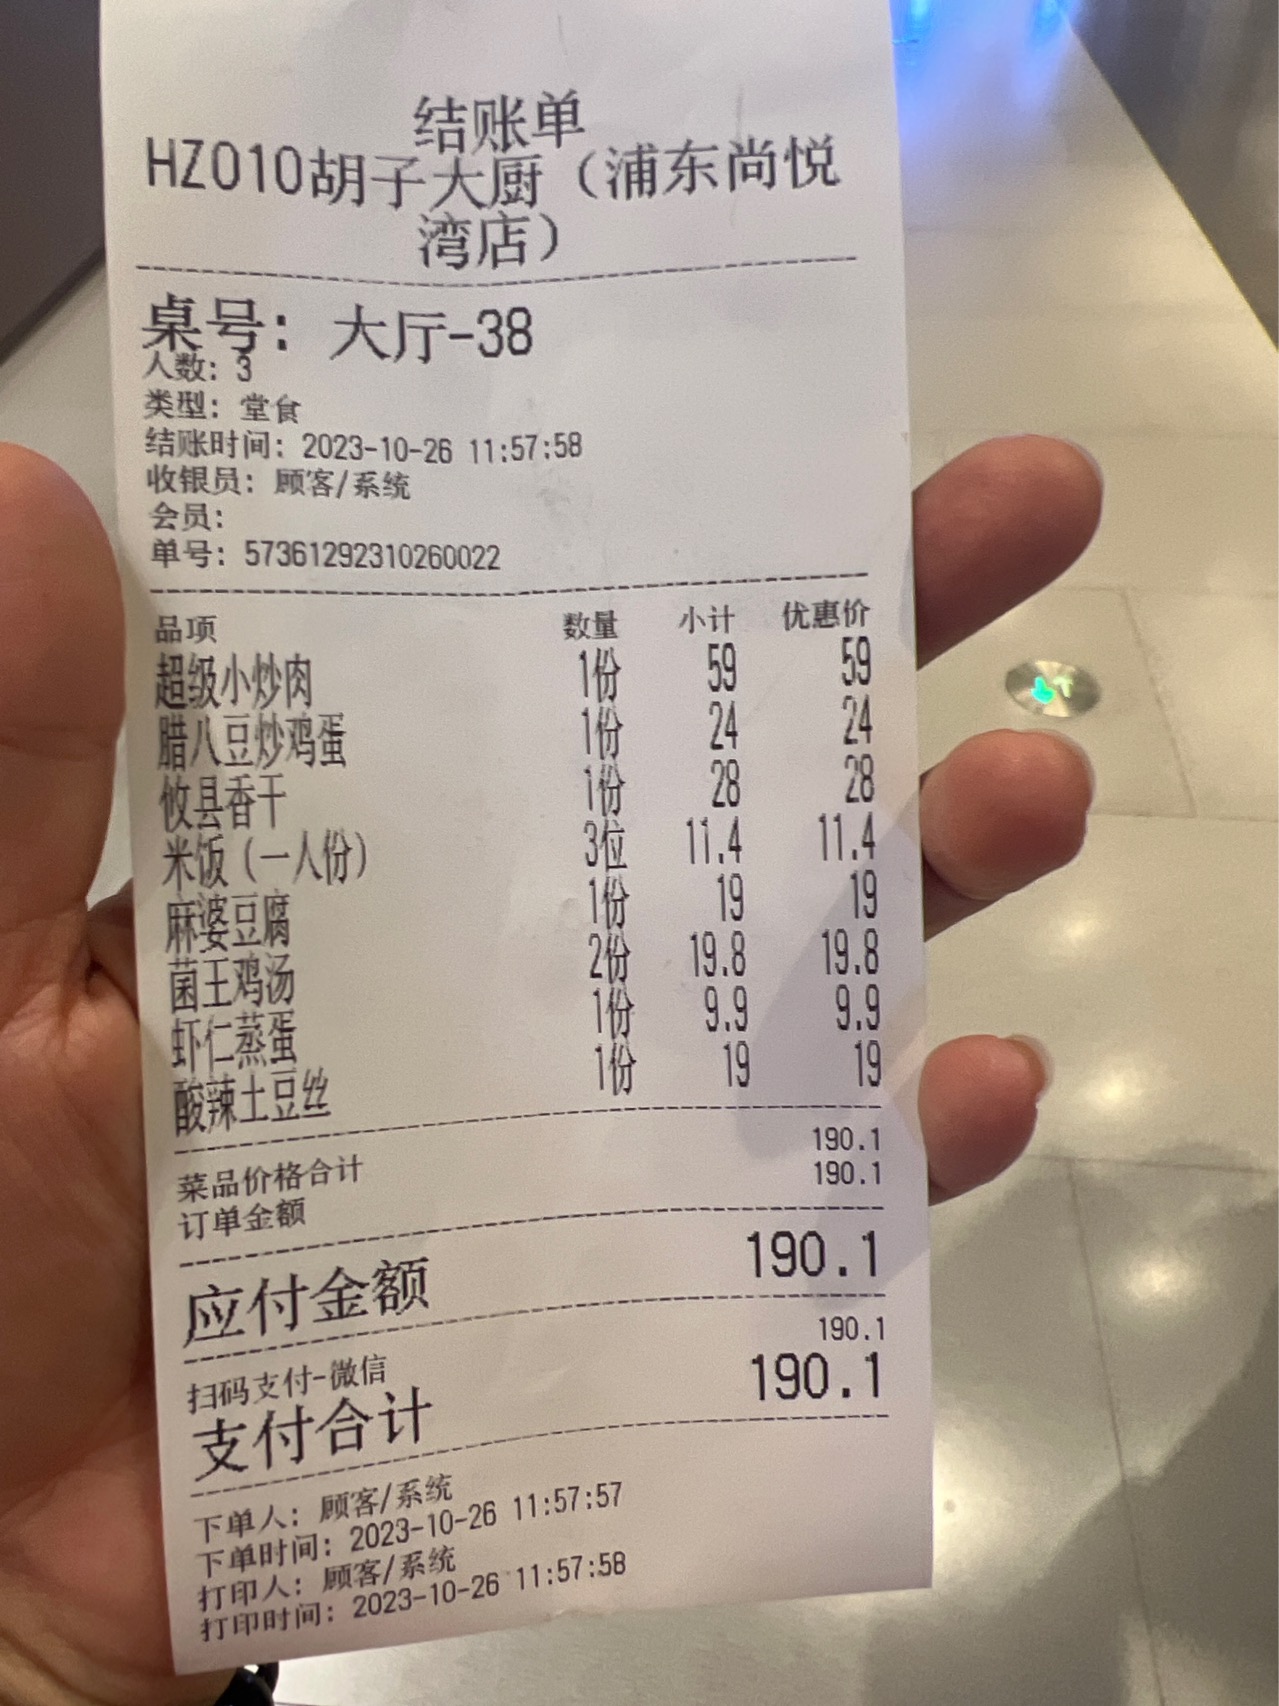 结账单
HZ010胡子大厨（浦东尚悦
湾店）
桌号：大厅-38
人数：3
类型：堂食
结账时间：2023-10-26 11:57:58
收银员：顾客/系统
会员：
单号：57361292310260022
品项 数量 小计 优惠价
超级小炒肉 1份 59 59
腊八豆炒鸡蛋 1份 24 24
攸县香干 1份 28 28
米饭（一人份） 3位 11.4 11.4
麻婆豆腐 1份 19 19
菌王鸡汤 2份 19.8 19.8
虾仁蒸蛋 1份 9.9 9.9
酸辣土豆丝 1份 19 19
菜品价格合计 190.1
订单金额 190.1
应付金额 190.1
扫码支付-微信 190.1
支付合计 190.1
下单人：顾客/系统
下单时间：2023-10-26 11:57:57
打印人：顾客/系统
打印时间：2023-10-26 11:57:58